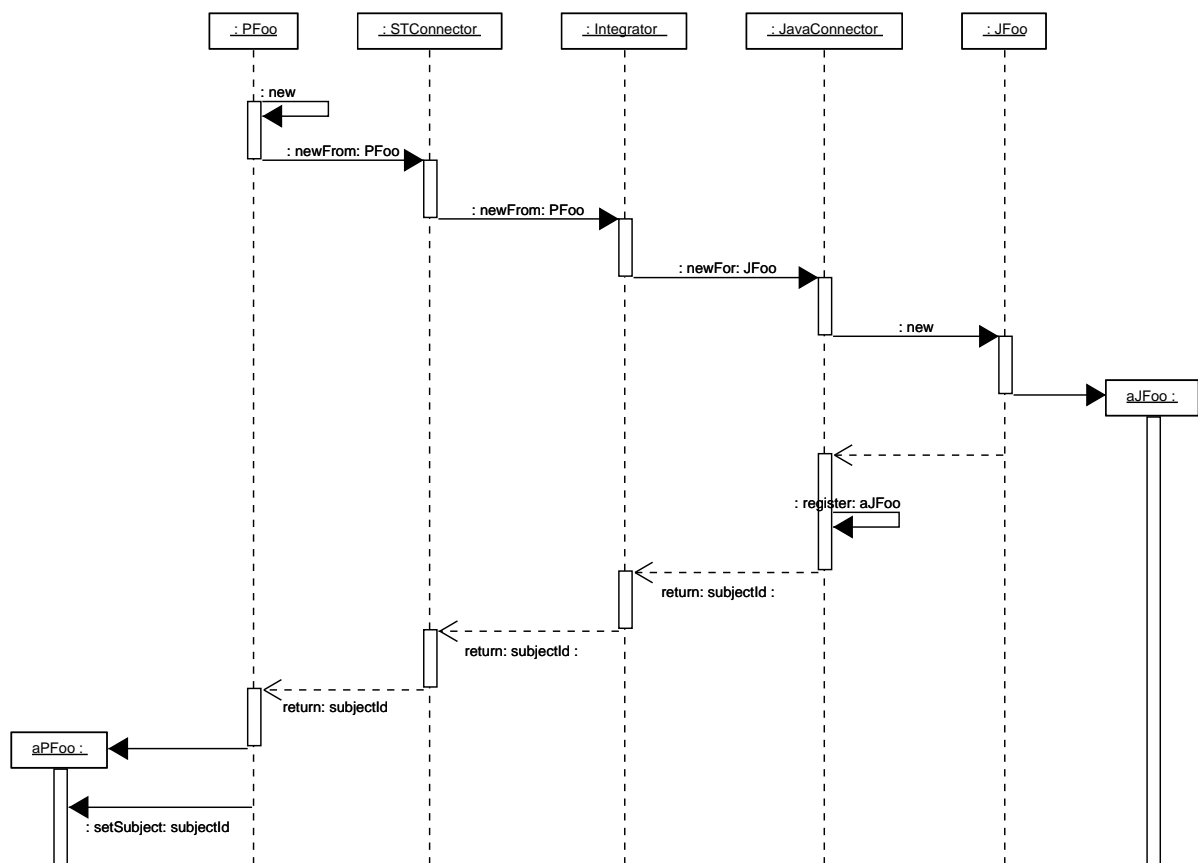 : PFoo
: STConnector
: Integrator
: JavaConnector
: JFoo
: new
: newFrom: PFoo
: newFrom: PFoo
: newFor: JFoo
: new
aJFoo :
: register: aJFoo
return: subjectId :
return: subjectId :
return: subjectId
aPFoo :
: setSubject: subjectId